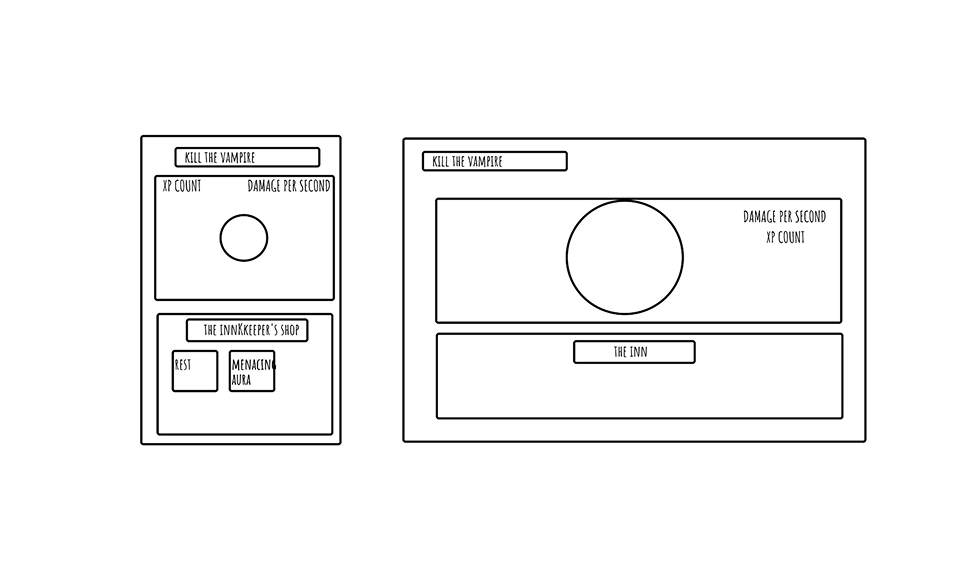 KILL THE VAMPIRE
XP COUNT
DAMAGE PER SECOND
THE INNKKEEPER'S SHOP
REST
MENACING
AURA
KILL THE VAMPIRE
DAMAGE PER SECOND
XP COUNT
THE INN